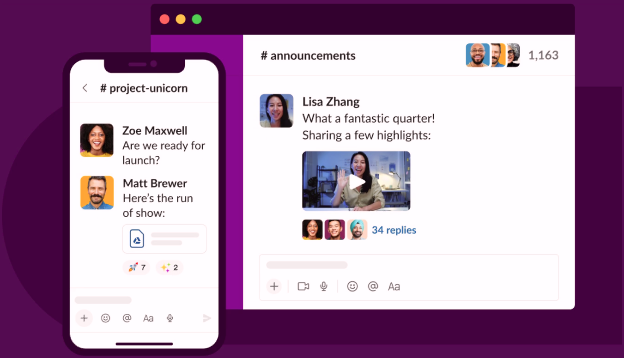 # project-unicorn
Zoe Maxwell
Are we ready for
launch?
Matt Brewer
Here's the run
of show:
7
2
@ Aa
# announcements
1,163
Lisa Zhang
What a fantastic quarter!
Sharing a few highlights:
34 replies
@ Aa